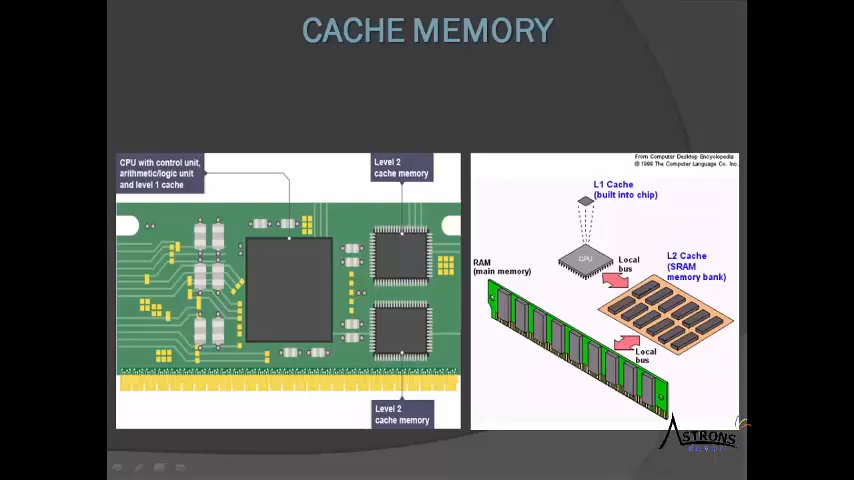 CACHE MEMORY
CPU with control unit,
arithmetic/logic unit
and level 1 cache
Level 2
cache memory
Level 2
cache memory
From Computer Desktop Encyclopedia
© 1999 The Computer Language Co. Inc.
L1 Cache
(built into chip)
CPU
Local
bus
L2 Cache
(SRAM
memory bank)
RAM
(main memory)
Local
bus
ASTRONS